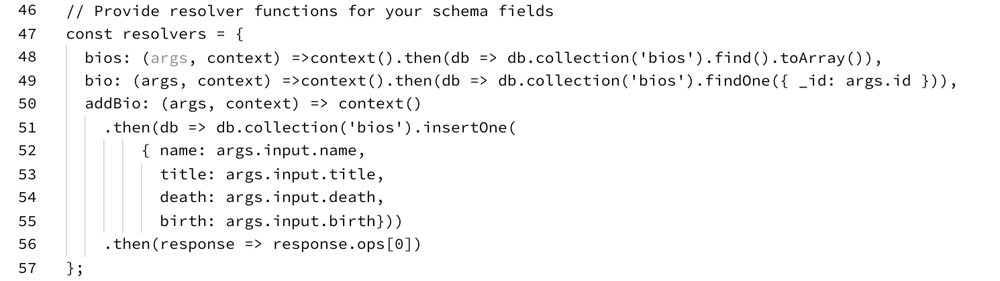 46 // Provide resolver functions for your schema fields
47 const resolvers = {
48 bios: (args, context) =>context().then(db => db.collection('bios').find().toArray()),
49 bio: (args, context) =>context().then(db => db.collection('bios').findOne({ _id: args.id })),
50 addBio: (args, context) => context()
51 .then(db => db.collection('bios').insertOne(
52 { name: args.input.name,
53 title: args.input.title,
54 death: args.input.death,
55 birth: args.input.birth}))
56 .then(response => response.ops[0])
57 };